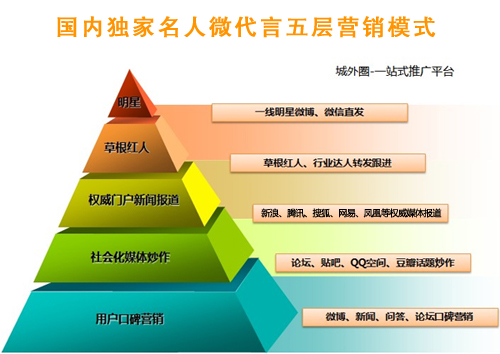 国内独家名人微代言五层营销模式
城外圈-一站式推广平台
明星
一线明星微博、微信直发
草根红人
草根红人、行业达人转发跟进
权威门户新闻报道
新浪、腾讯、搜狐、网易、凤凰等权威媒体报道
社会化媒体炒作
论坛、贴吧、QQ空间、豆瓣话题炒作
用户口碑营销
微博、新闻、问答、论坛口碑营销